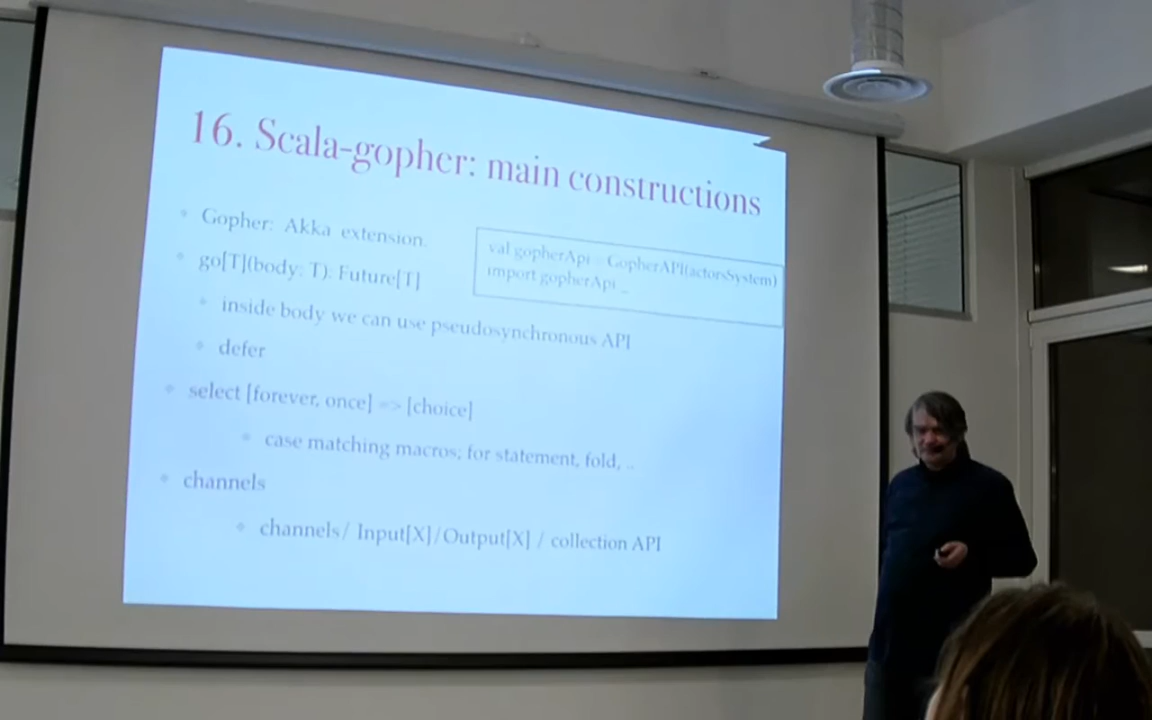 16. Scala-gopher: main constructions
Gopher: Akka extension.
val gopherApi = GopherAPI(actorsSystem)
import gopherApi._
go[T](body: T): Future[T]
inside body we can use pseudosynchronous API
defer
select [forever, once] => [choice]
case matching macros; for statement, fold, ..
channels
channels/ Input[X]/Output[X] / collection API